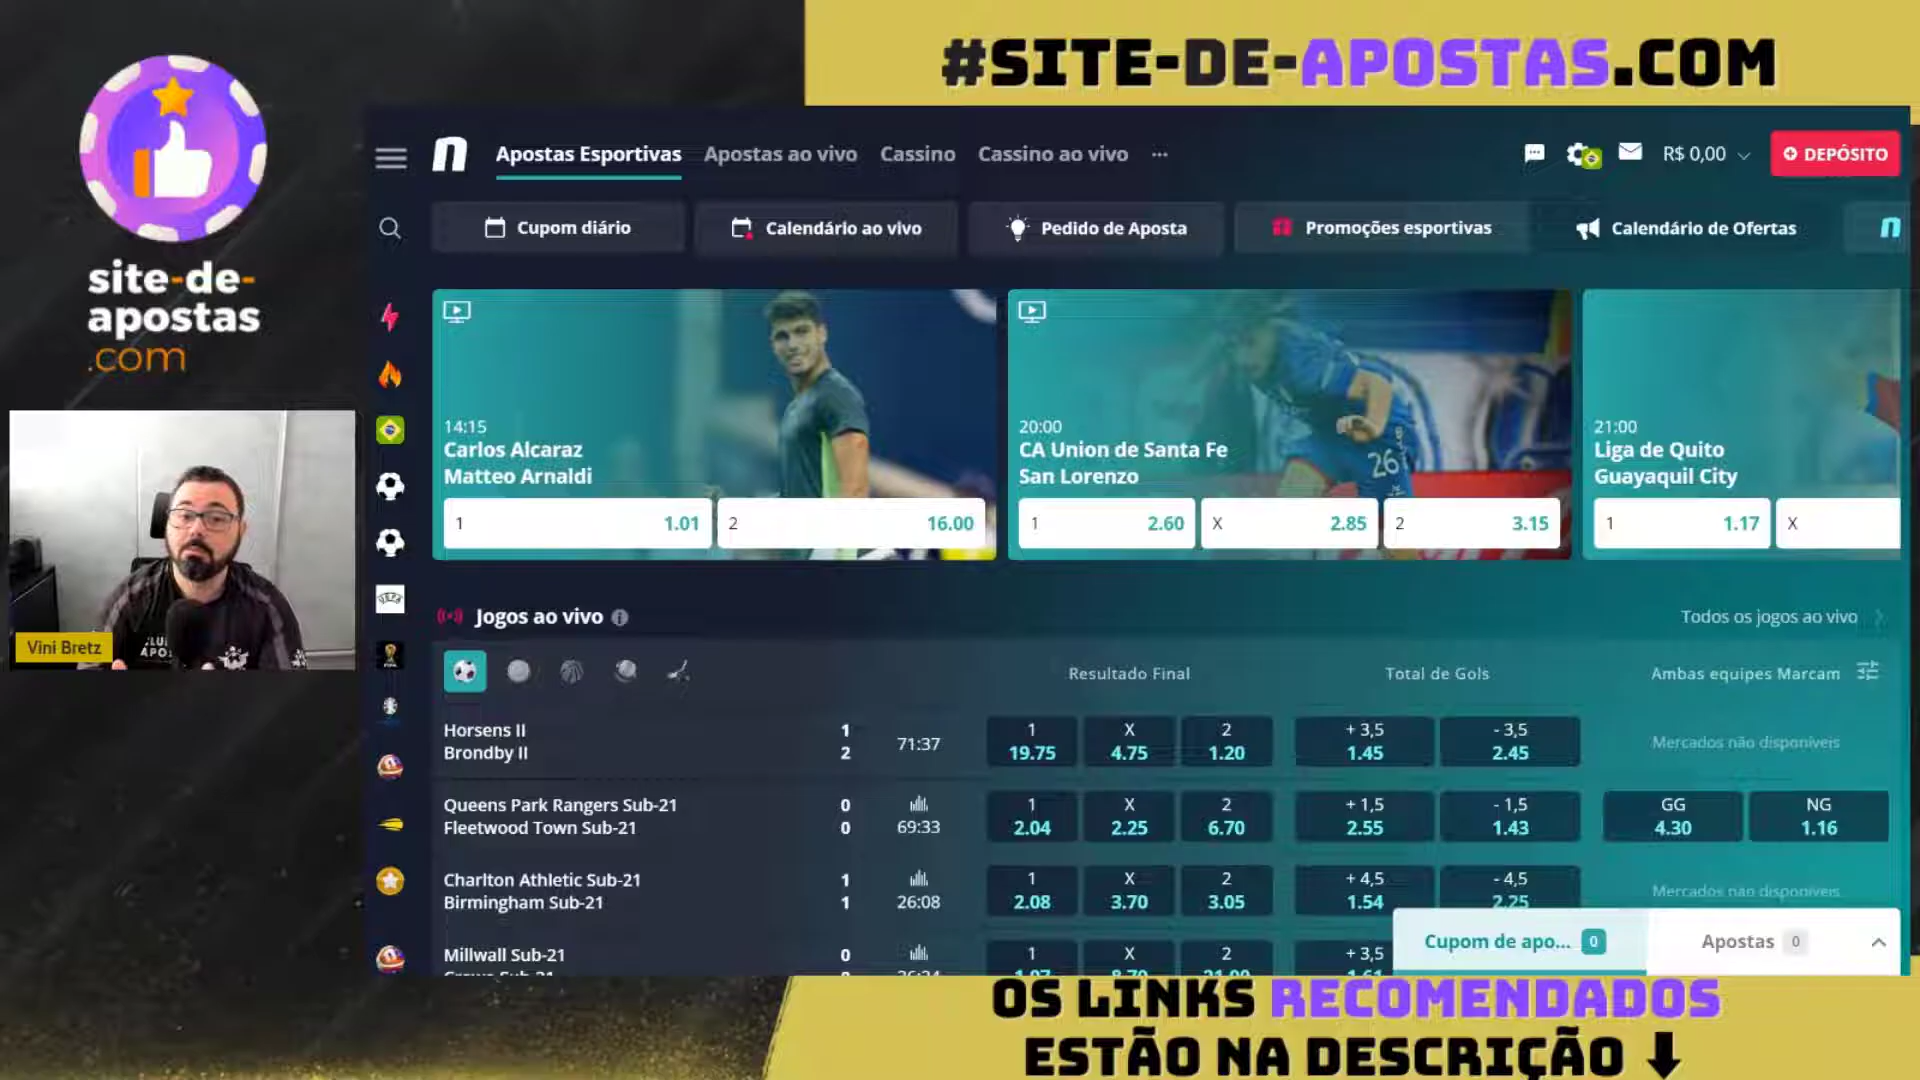 #SITE-DE-APOSTAS.COM
site-de-
apostas
.com
Vini Bretz
n
Apostas Esportivas
Apostas ao vivo
Cassino
Cassino ao vivo
R$ 0,00
DEPÓSITO
Cupom diário
Calendário ao vivo
Pedido de Aposta
Promoções esportivas
Calendário de Ofertas
n
14:15
Carlos Alcaraz
Matteo Arnaldi
1 1.01
2 16.00
20:00
CA Union de Santa Fe
San Lorenzo
26
1 2.60
X 2.85
2 3.15
21:00
Liga de Quito
Guayaquil City
1 1.17
X
UEFA
Jogos ao vivo
Todos os jogos ao vivo
Resultado Final
Total de Gols
Ambas equipes Marcam
Horsens II 1
Brondby II 2
71:37
1 X 2 + 3,5 - 3,5
19.75 4.75 1.20 1.45 2.45
Mercados não disponíveis
Queens Park Rangers Sub-21 0
Fleetwood Town Sub-21 0
69:33
1 X 2 + 1,5 - 1,5 GG NG
2.04 2.25 6.70 2.55 1.43 4.30 1.16
Charlton Athletic Sub-21 1
Birmingham Sub-21 1
26:08
1 X 2 + 4,5 - 4,5
2.08 3.70 3.05 1.54 2.25
Mercados não disponíveis
Millwall Sub-21 0
1 X 2 + 3,5
Cupom de apo... 0
Apostas 0
OS LINKS RECOMENDADOS
ESTÃO NA DESCRIÇÃO